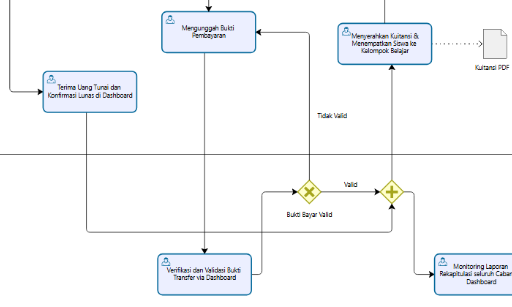 Mengunggah Bukti
Pembayaran
Menyerahkan Kuitansi &
Menempatkan Siswa ke
Kelompok Belajar
Kuitansi PDF
Terima Uang Tunai dan
Konfirmasi Lunas di Dashboard
Tidak Valid
Valid
Bukti Bayar Valid
Verifikasi dan Validasi Bukti
Transfer via Dashboard
Monitoring Laporan
Rekapitulasi seluruh Caban
Dashboard